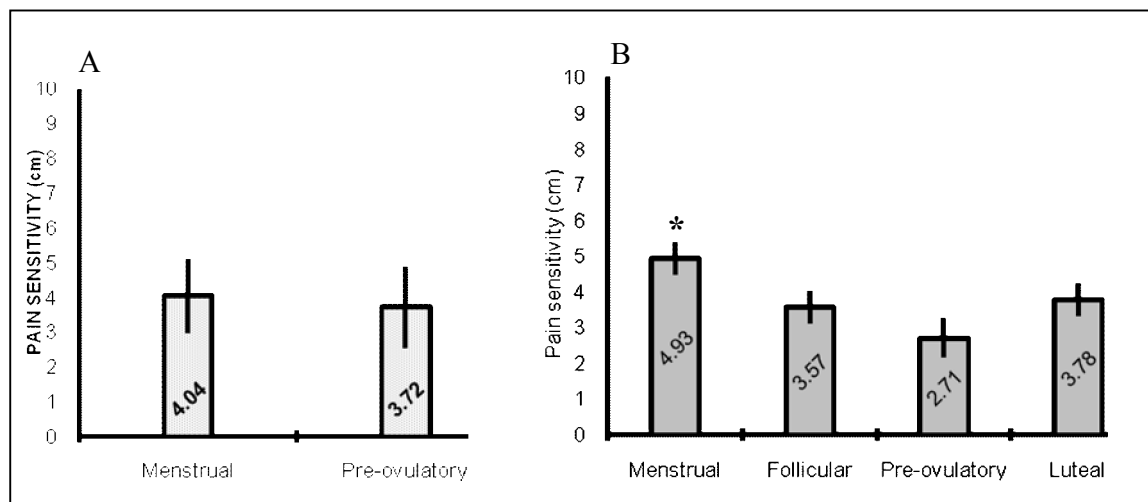 A
PAIN SENSITIVITY (cm)
10
9
8
7
6
5
4
3
2
1
0
4.04
3.72
Menstrual
Pre-ovulatory
B
Pain sensitivity (cm)
10
9
8
7
6
5
4
3
2
1
0
*
4.93
3.57
2.71
3.78
Menstrual
Follicular
Pre-ovulatory
Luteal